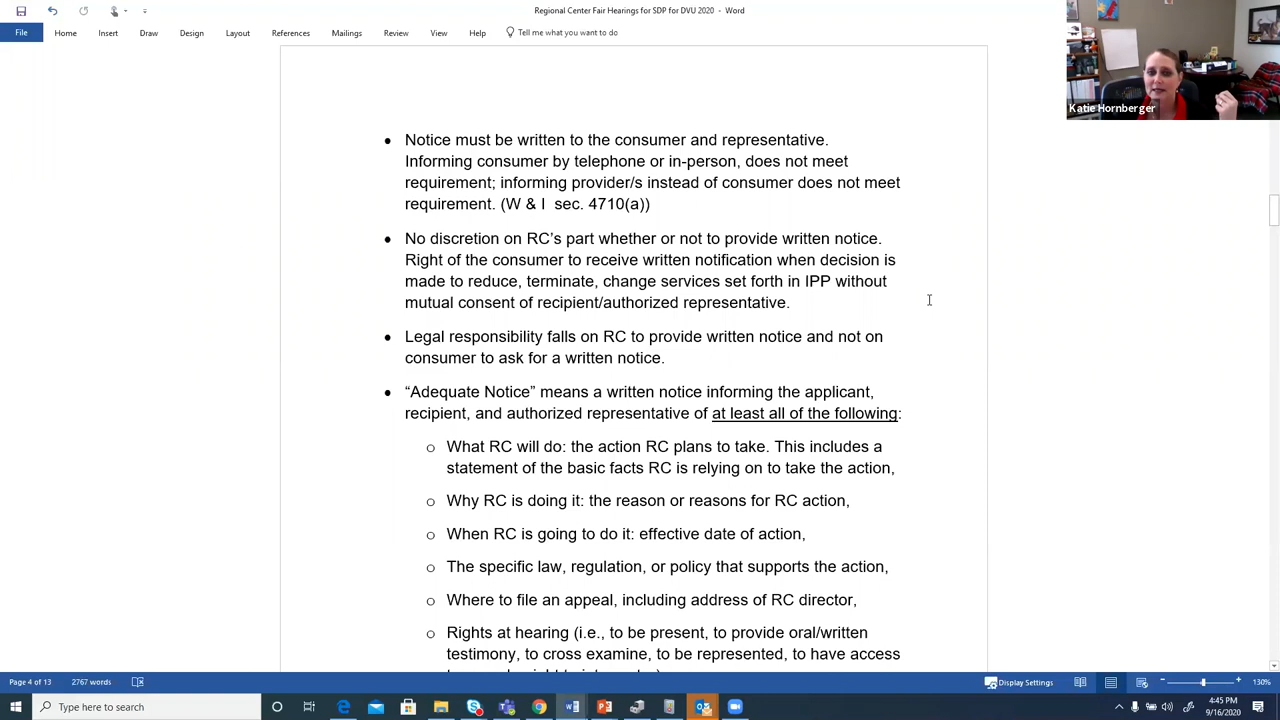 Regional Center Fair Hearings for SDP for DVU 2020 - Word
File Home Insert Draw Design Layout References Mailings Review View Help Tell me what you want to do
Katie Hornberger
• Notice must be written to the consumer and representative.
Informing consumer by telephone or in-person, does not meet
requirement; informing provider/s instead of consumer does not meet
requirement. (W & I sec. 4710(a))
• No discretion on RC’s part whether or not to provide written notice.
Right of the consumer to receive written notification when decision is
made to reduce, terminate, change services set forth in IPP without
mutual consent of recipient/authorized representative.
• Legal responsibility falls on RC to provide written notice and not on
consumer to ask for a written notice.
• “Adequate Notice” means a written notice informing the applicant,
recipient, and authorized representative of at least all of the following:
o What RC will do: the action RC plans to take. This includes a
statement of the basic facts RC is relying on to take the action,
o Why RC is doing it: the reason or reasons for RC action,
o When RC is going to do it: effective date of action,
o The specific law, regulation, or policy that supports the action,
o Where to file an appeal, including address of RC director,
o Rights at hearing (i.e., to be present, to provide oral/written
testimony, to cross examine, to be represented, to have access
Page 4 of 13 2767 words Display Settings 130%
Type here to search
4:45 PM
9/16/2020